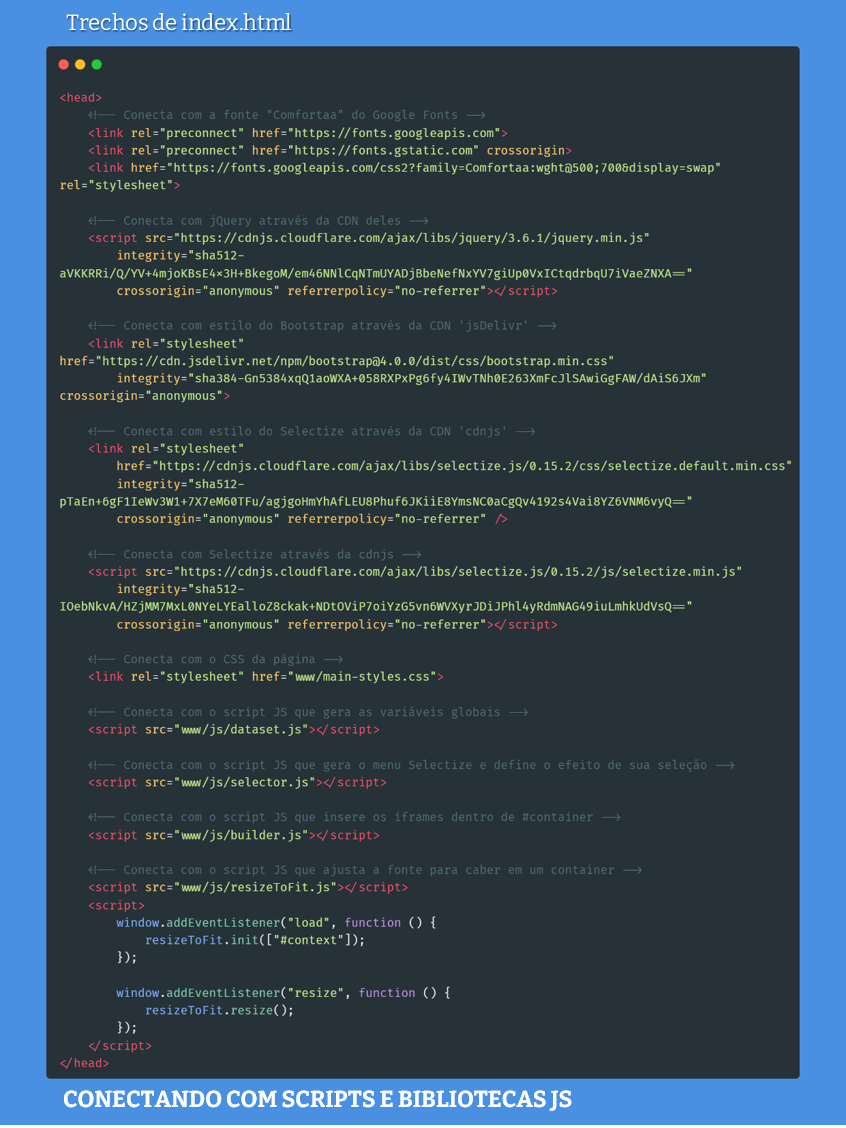 Trechos de index.html
<head>
<!-- Conecta com a fonte "Comfortaa" do Google Fonts -->
<link rel="preconnect" href="https://fonts.googleapis.com">
<link rel="preconnect" href="https://fonts.gstatic.com" crossorigin>
<link href="https://fonts.googleapis.com/css2?family=Comfortaa:wght@500;700&display=swap"
rel="stylesheet">
<!-- Conecta com jQuery através da CDN deles -->
<script src="https://cdnjs.cloudflare.com/ajax/libs/jquery/3.6.1/jquery.min.js"
integrity="sha512-
aVKKRRi/Q/YV+4mjoKBsE4x3H+BkegoM/em46NNlCqNTmUYADjBbeNefNxYV7giUp0VxICtqdrbqU7iVaeZNXA=="
crossorigin="anonymous" referrerpolicy="no-referrer"></script>
<!-- Conecta com estilo do Bootstrap através da CDN 'jsDelivr' -->
<link rel="stylesheet"
href="https://cdn.jsdelivr.net/npm/bootstrap@4.0.0/dist/css/bootstrap.min.css"
integrity="sha384-Gn5384xqQ1aoWXA+058RXPxPg6fy4IWvTNh0E263XmFcJlSAwiGgFAW/dAiS6JXm"
crossorigin="anonymous">
<!-- Conecta com estilo do Selectize através da CDN 'cdnjs' -->
<link rel="stylesheet"
href="https://cdnjs.cloudflare.com/ajax/libs/selectize.js/0.15.2/css/selectize.default.min.css"
integrity="sha512-
pTaEn+6gF1IeWv3W1+7X7eM60TFu/agjgoHmYhAfLEU8Phuf6JKiiE8YmsNC0aCgQv4192s4Vai8YZ6VNM6vyQ=="
crossorigin="anonymous" referrerpolicy="no-referrer" />
<!-- Conecta com Selectize através da cdnjs -->
<script src="https://cdnjs.cloudflare.com/ajax/libs/selectize.js/0.15.2/js/selectize.min.js"
integrity="sha512-
IOebNkvA/HZjMM7MxL0NYeLYEalloZ8ckak+NDtOViP7oiYzG5vn6WVXyrJDiJPhl4yRdmNAG49iuLmhkUdVsQ=="
crossorigin="anonymous" referrerpolicy="no-referrer"></script>
<!-- Conecta com o CSS da página -->
<link rel="stylesheet" href="www/main-styles.css">
<!-- Conecta com o script JS que gera as variáveis globais -->
<script src="www/js/dataset.js"></script>
<!-- Conecta com o script JS que gera o menu Selectize e define o efeito de sua seleção -->
<script src="www/js/selector.js"></script>
<!-- Conecta com o script JS que insere os iframes dentro de #container -->
<script src="www/js/builder.js"></script>
<!-- Conecta com o script JS que ajusta a fonte para caber em um container -->
<script src="www/js/resizeToFit.js"></script>
<script>
window.addEventListener("load", function () {
resizeToFit.init(["#context"]);
});
window.addEventListener("resize", function () {
resizeToFit.resize();
});
</script>
</head>
CONECTANDO COM SCRIPTS E BIBLIOTECAS JS